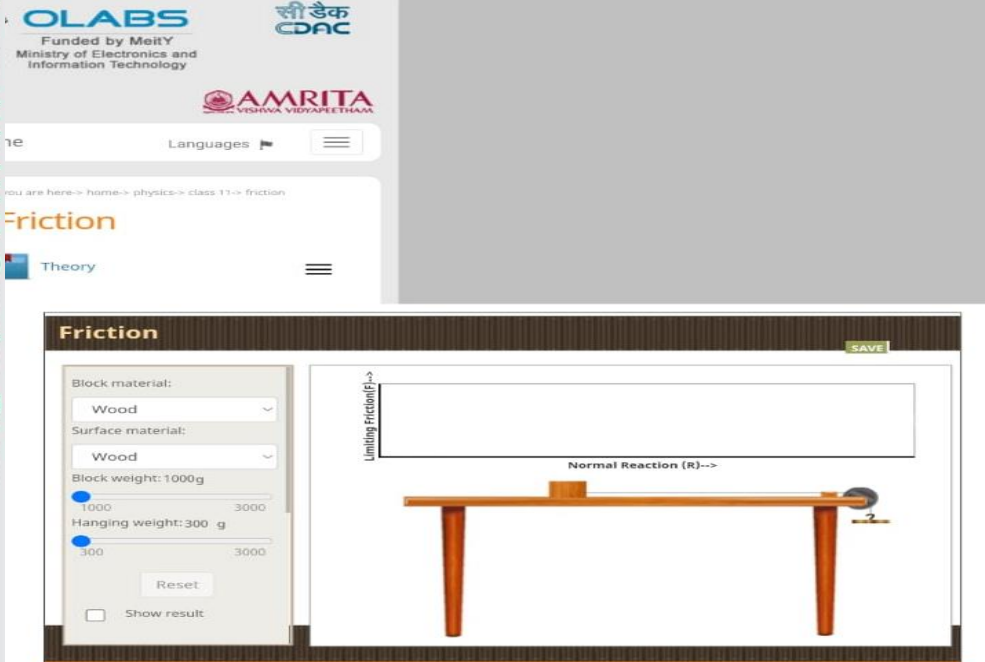 OLABS
Funded by MeitY
Ministry of Electronics and
Information Technology
सी डैक
CDAC
AMRITA
VISHWA VIDYAPEETHAM
Languages
you are here-> home-> physics-> class 11-> friction
Friction
Theory
Friction
SAVE
Block material:
Wood
Surface material:
Wood
Block weight: 1000g
1000 3000
Hanging weight: 300 g
300 3000
Reset
Show result
Limiting Friction(F)-->
Normal Reaction (R)-->